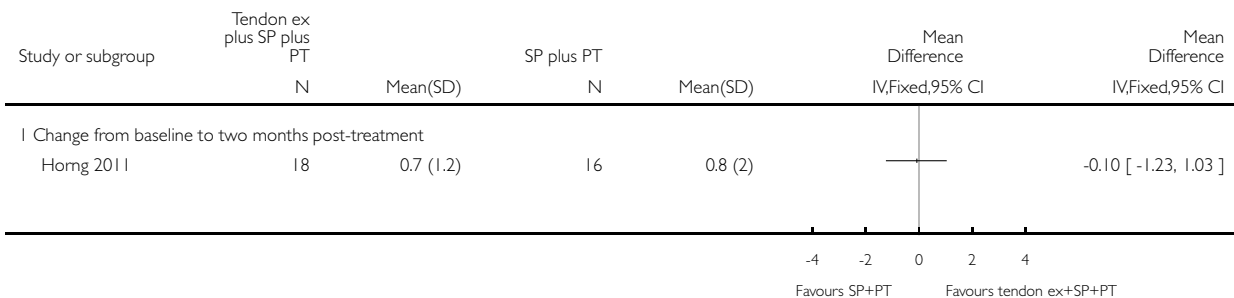 Study or subgroup Tendon ex plus SP plus PT SP plus PT Mean Difference Mean Difference
N Mean(SD) N Mean(SD) IV,Fixed,95% CI IV,Fixed,95% CI
1 Change from baseline to two months post-treatment
Horng 2011 18 0.7 (1.2) 16 0.8 (2) -0.10 [ -1.23, 1.03 ]
-4 -2 0 2 4
Favours SP+PT Favours tendon ex+SP+PT